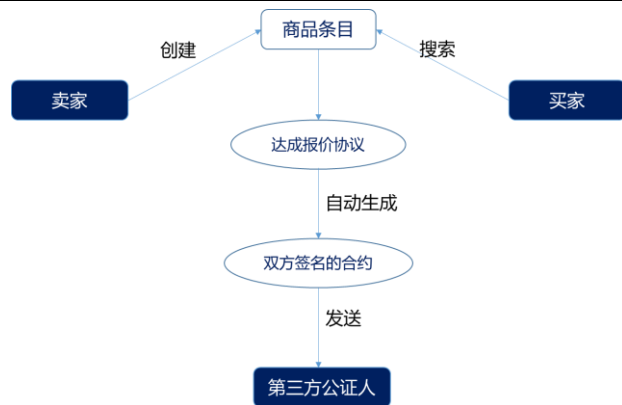 商品条目
创建
搜索
卖家
买家
达成报价协议
自动生成
双方签名的合约
发送
第三方公证人